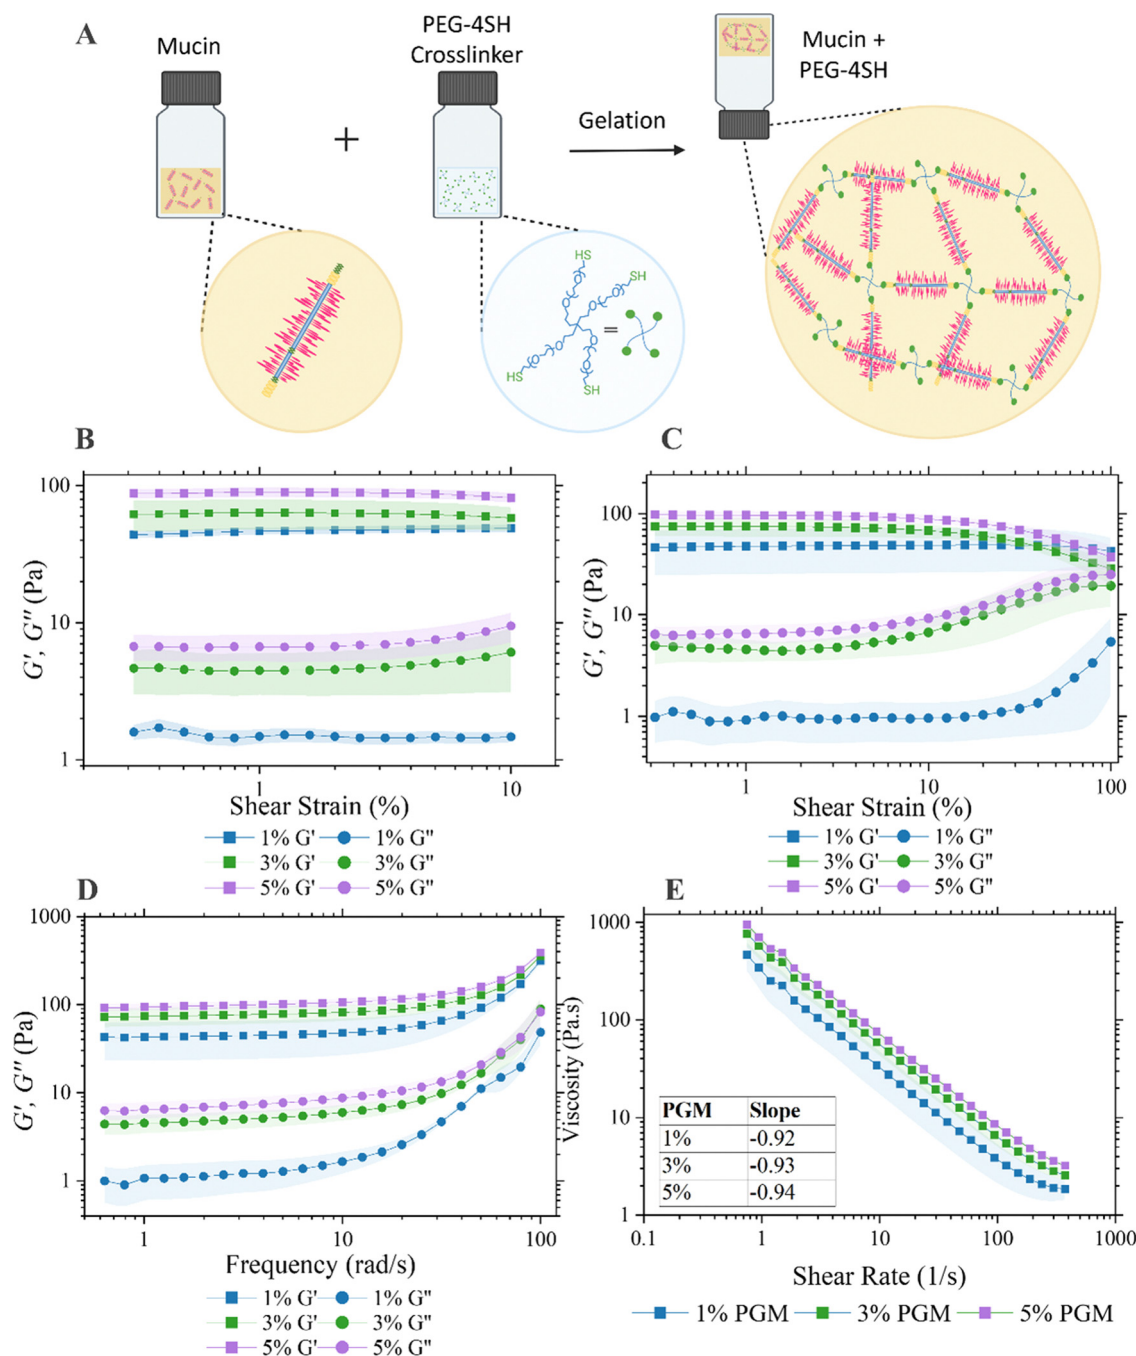 A
Mucin
+
PEG-4SH
Crosslinker
Gelation
Mucin +
PEG-4SH
HS
SH
=
HS
SH
B
G', G'' (Pa)
100
10
1
1
10
Shear Strain (%)
1% G' 1% G''
3% G' 3% G''
5% G' 5% G''
C
G', G'' (Pa)
100
10
1
1
10
100
Shear Strain (%)
1% G' 1% G''
3% G' 3% G''
5% G' 5% G''
D
G', G'' (Pa)
1000
100
10
1
1
10
100
Frequency (rad/s)
1% G' 1% G''
3% G' 3% G''
5% G' 5% G''
E
Viscosity (Pa.s)
1000
100
10
1
PGM Slope
1% -0.92
3% -0.93
5% -0.94
0.1
1
10
100
1000
Shear Rate (1/s)
1% PGM 3% PGM 5% PGM